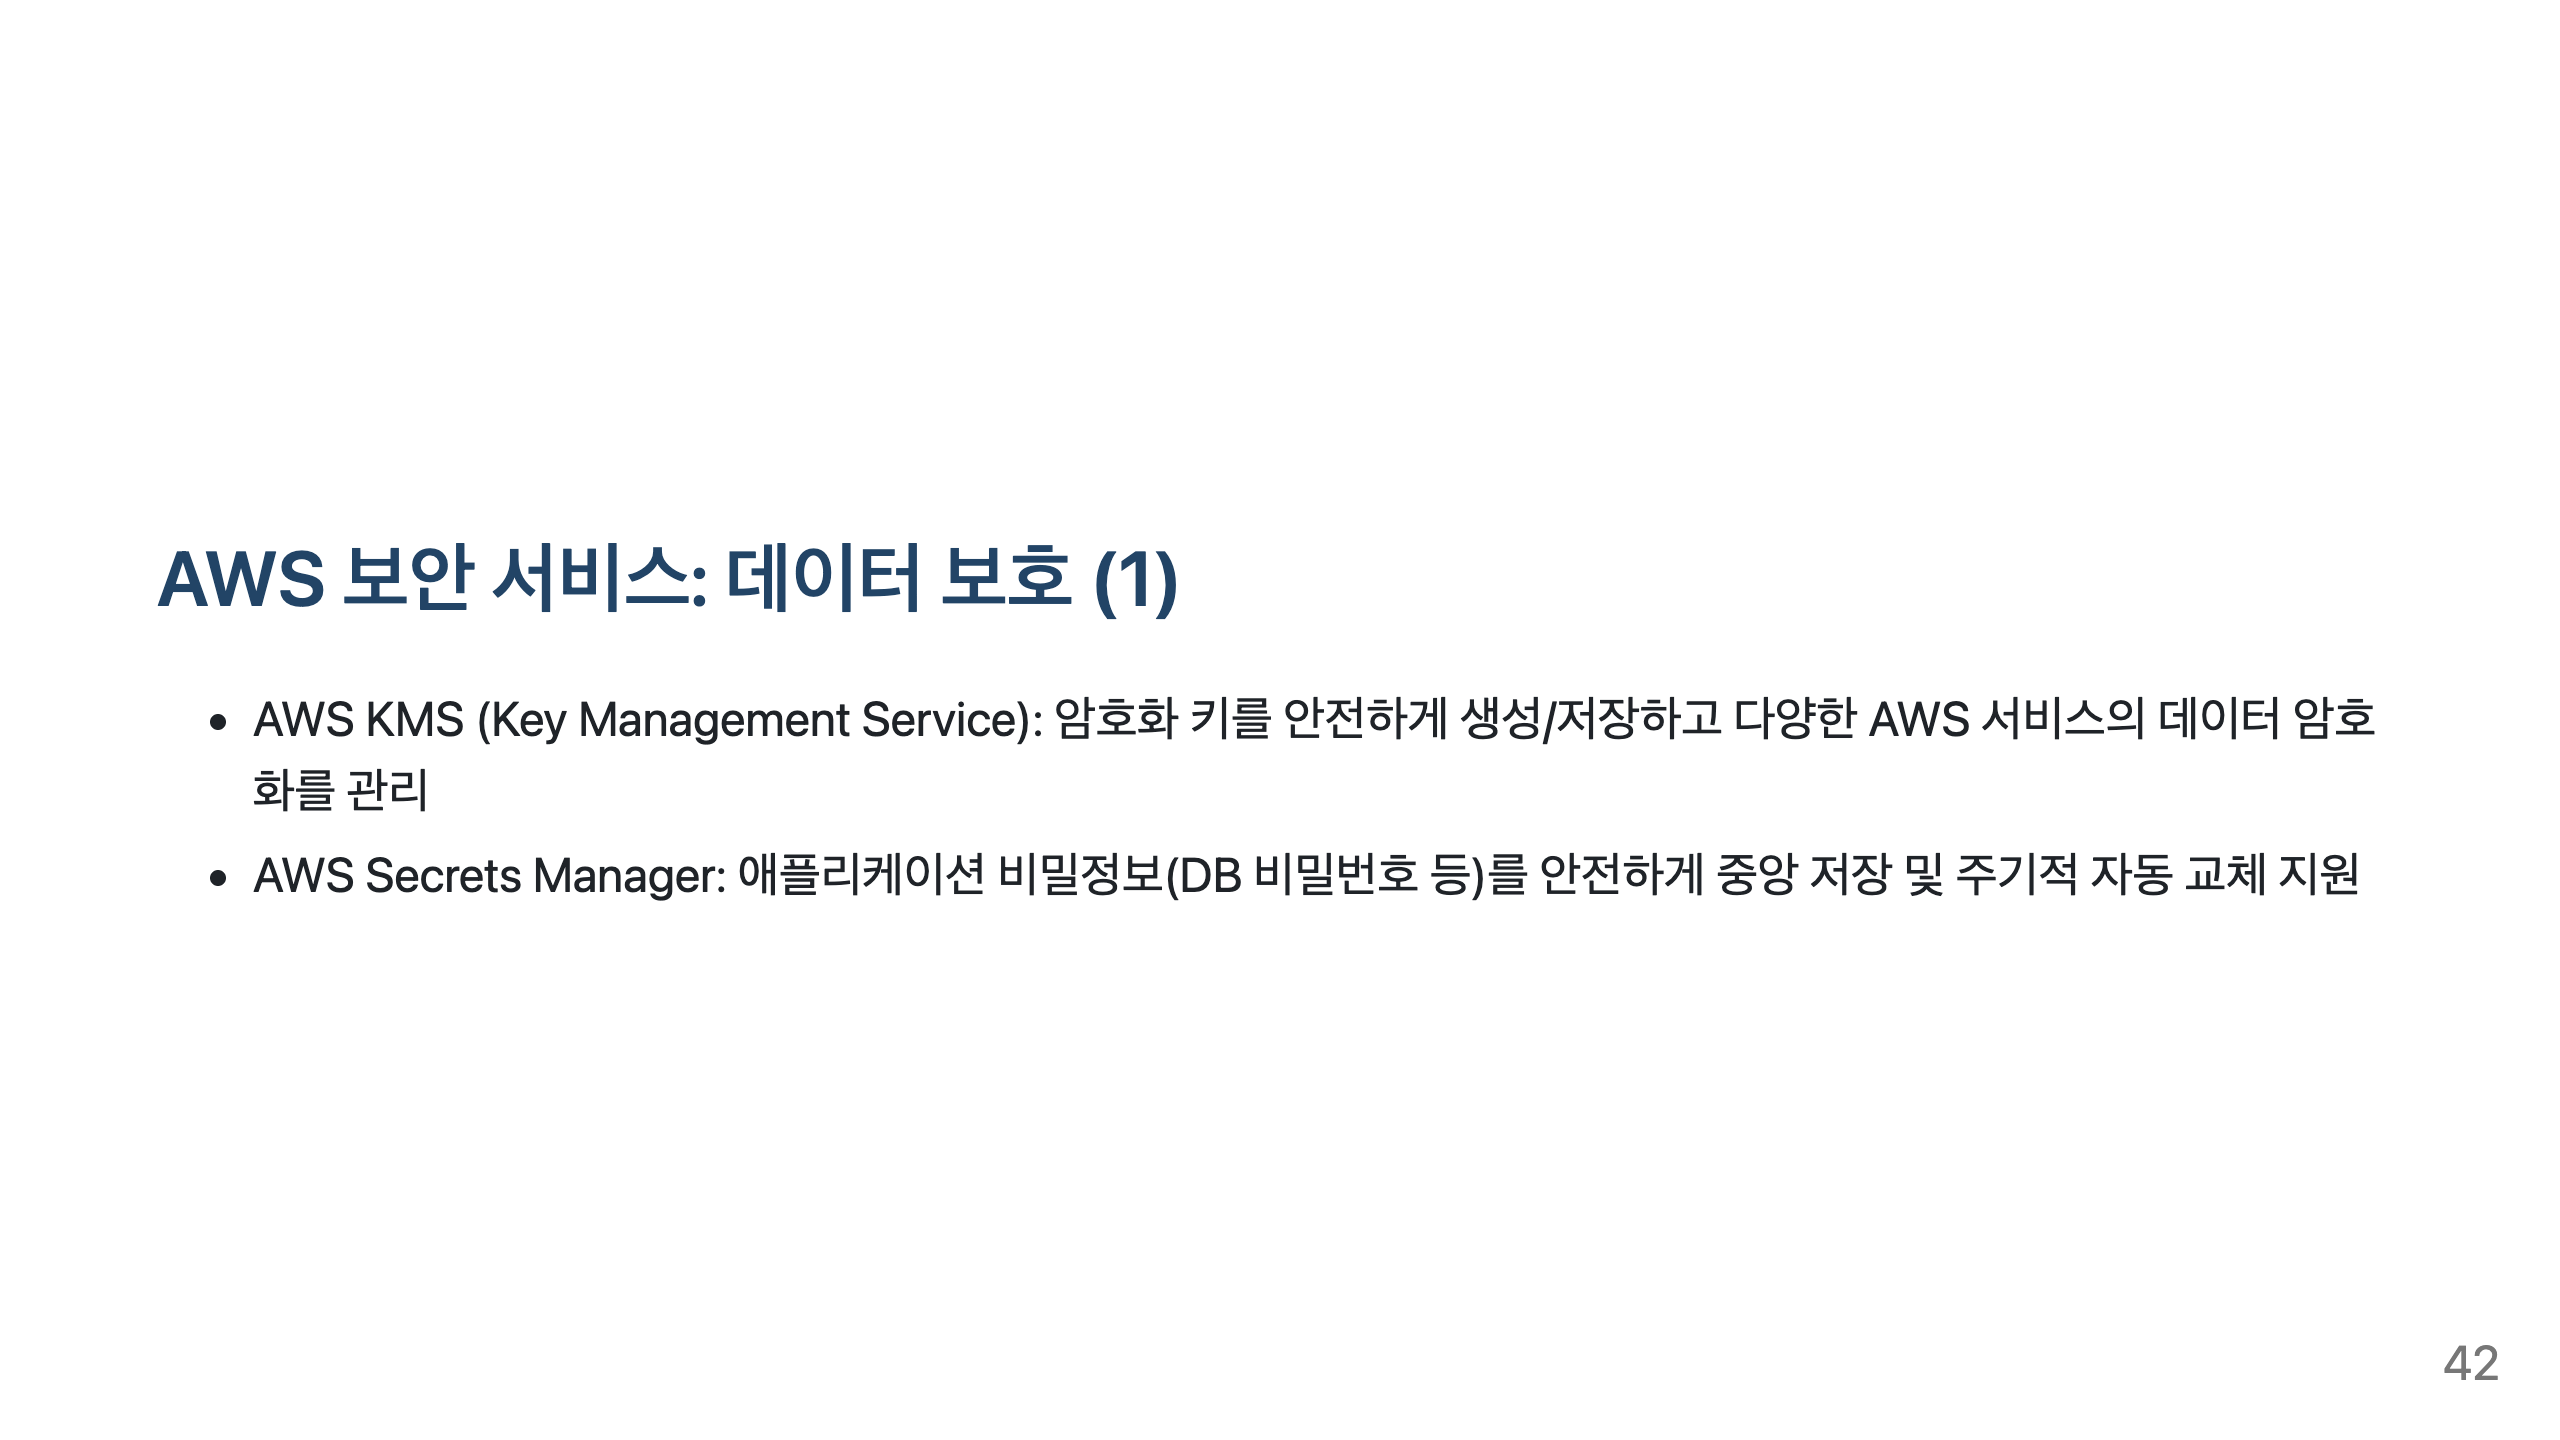 AWS 보안 서비스: 데이터 보호 (1)
• AWS KMS (Key Management Service): 암호화 키를 안전하게 생성/저장하고 다양한 AWS 서비스의 데이터 암호
화를 관리
• AWS Secrets Manager: 애플리케이션 비밀정보(DB 비밀번호 등)를 안전하게 중앙 저장 및 주기적 자동 교체 지원
42